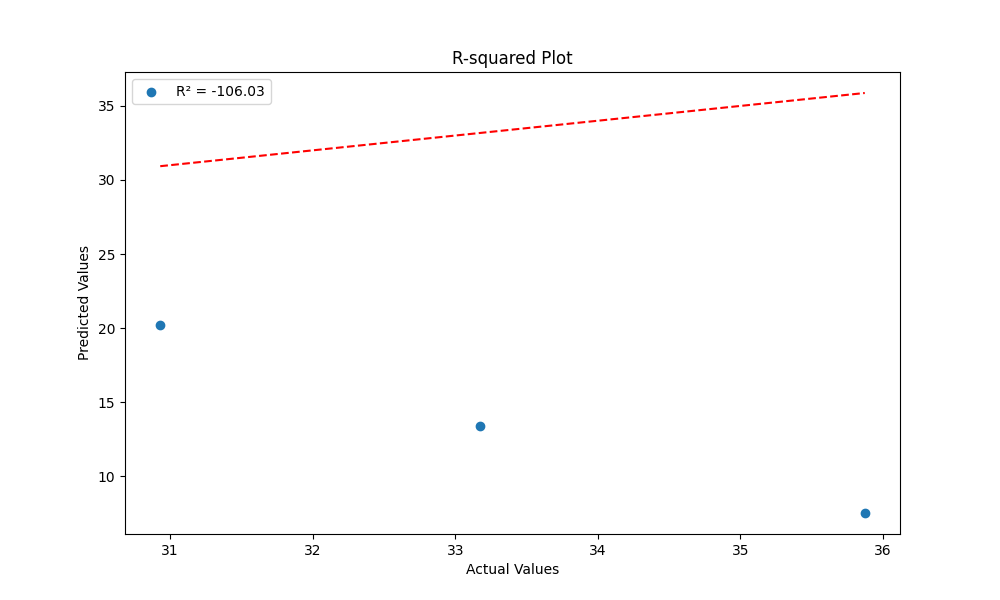 R-squared Plot
R² = -106.03
35
30
25
20
15
10
Predicted Values
31 32 33 34 35 36
Actual Values